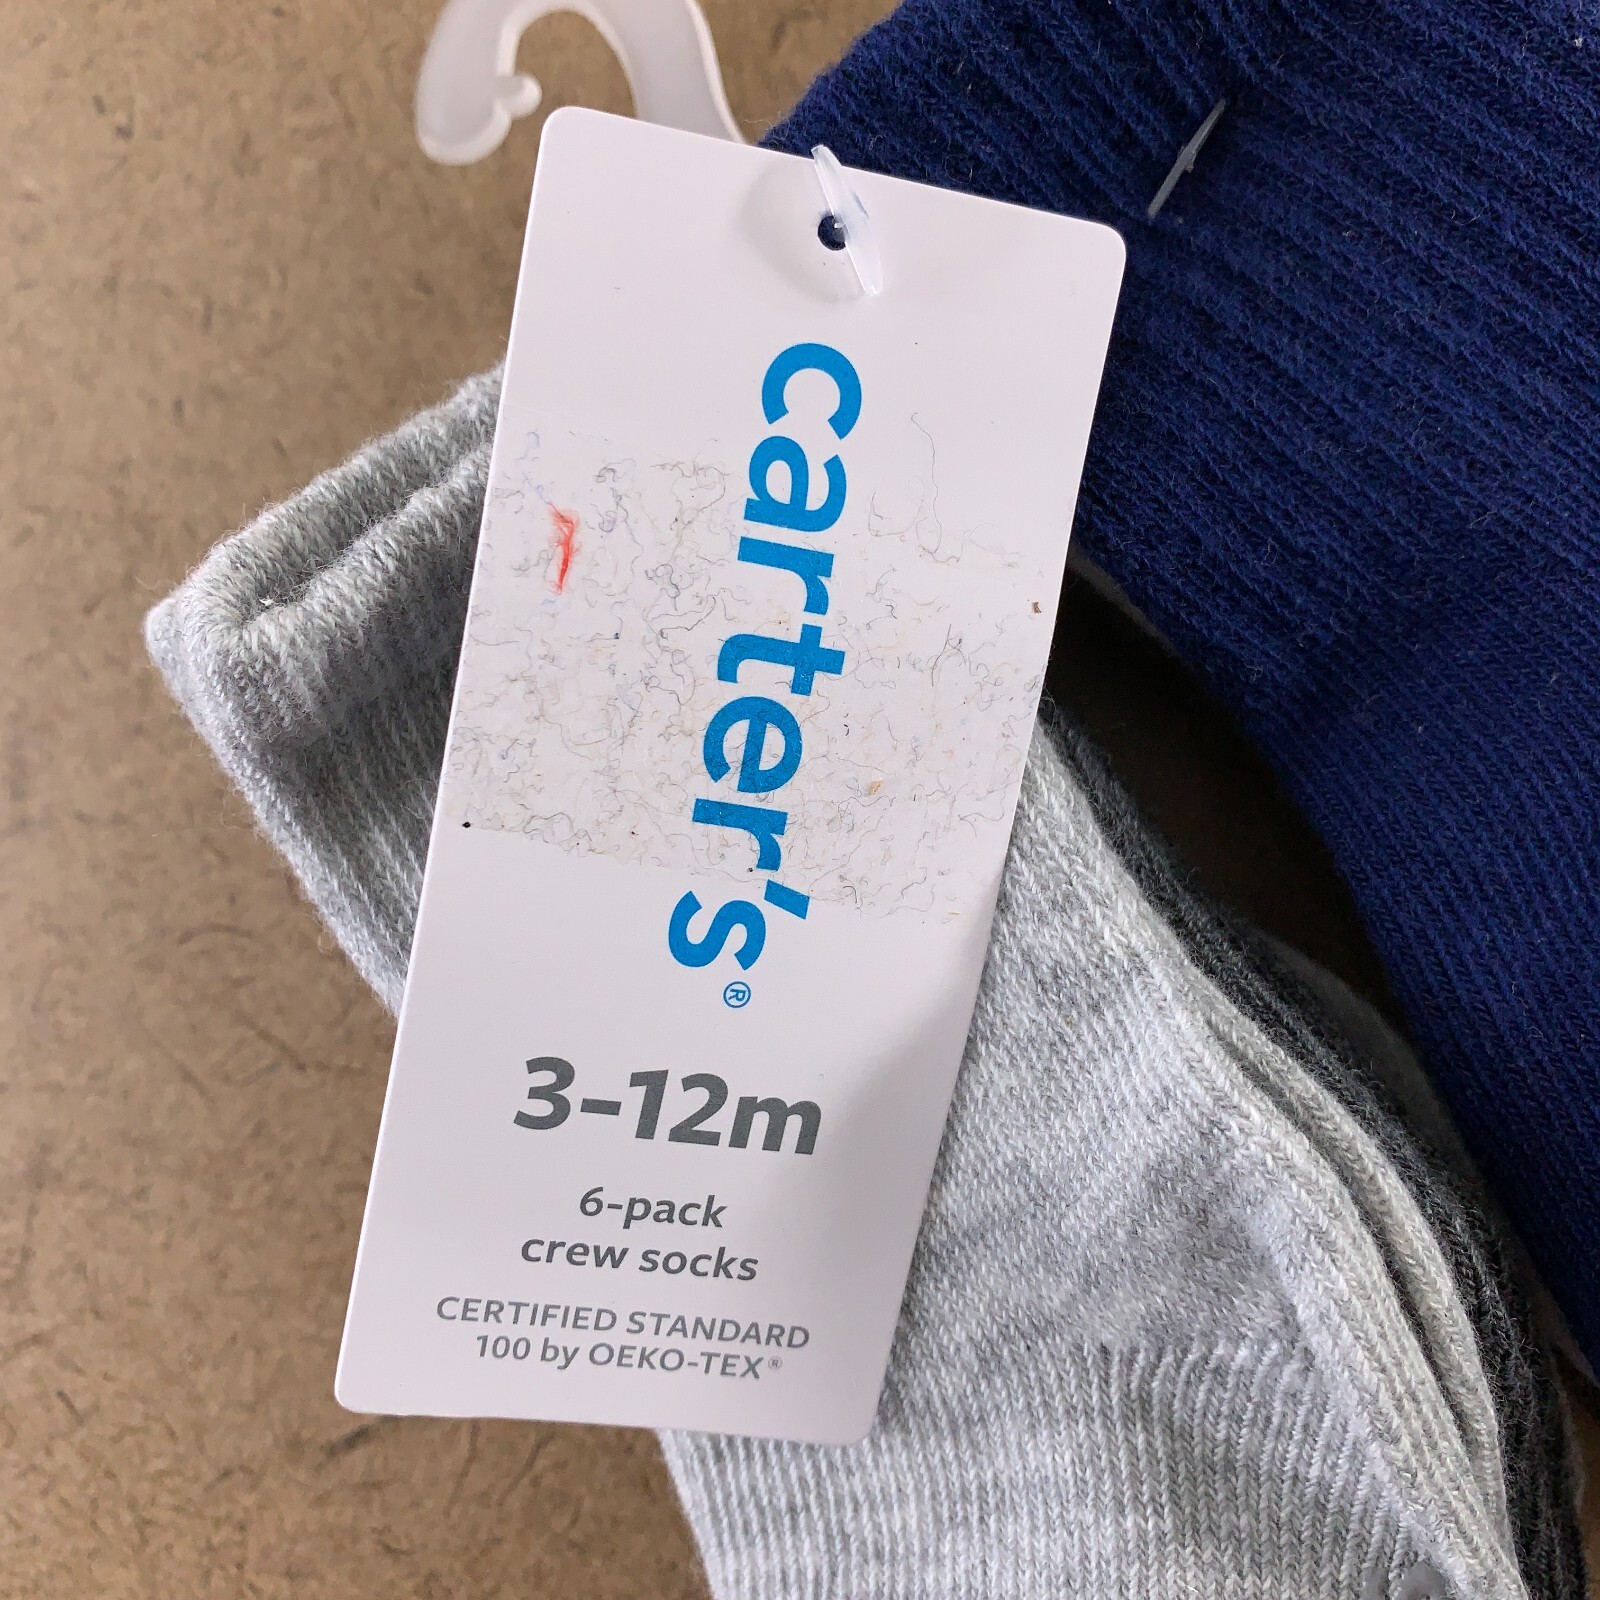 carter's®
3-12m
6-pack
crew socks
CERTIFIED STANDARD
100 by OEKO-TEX®